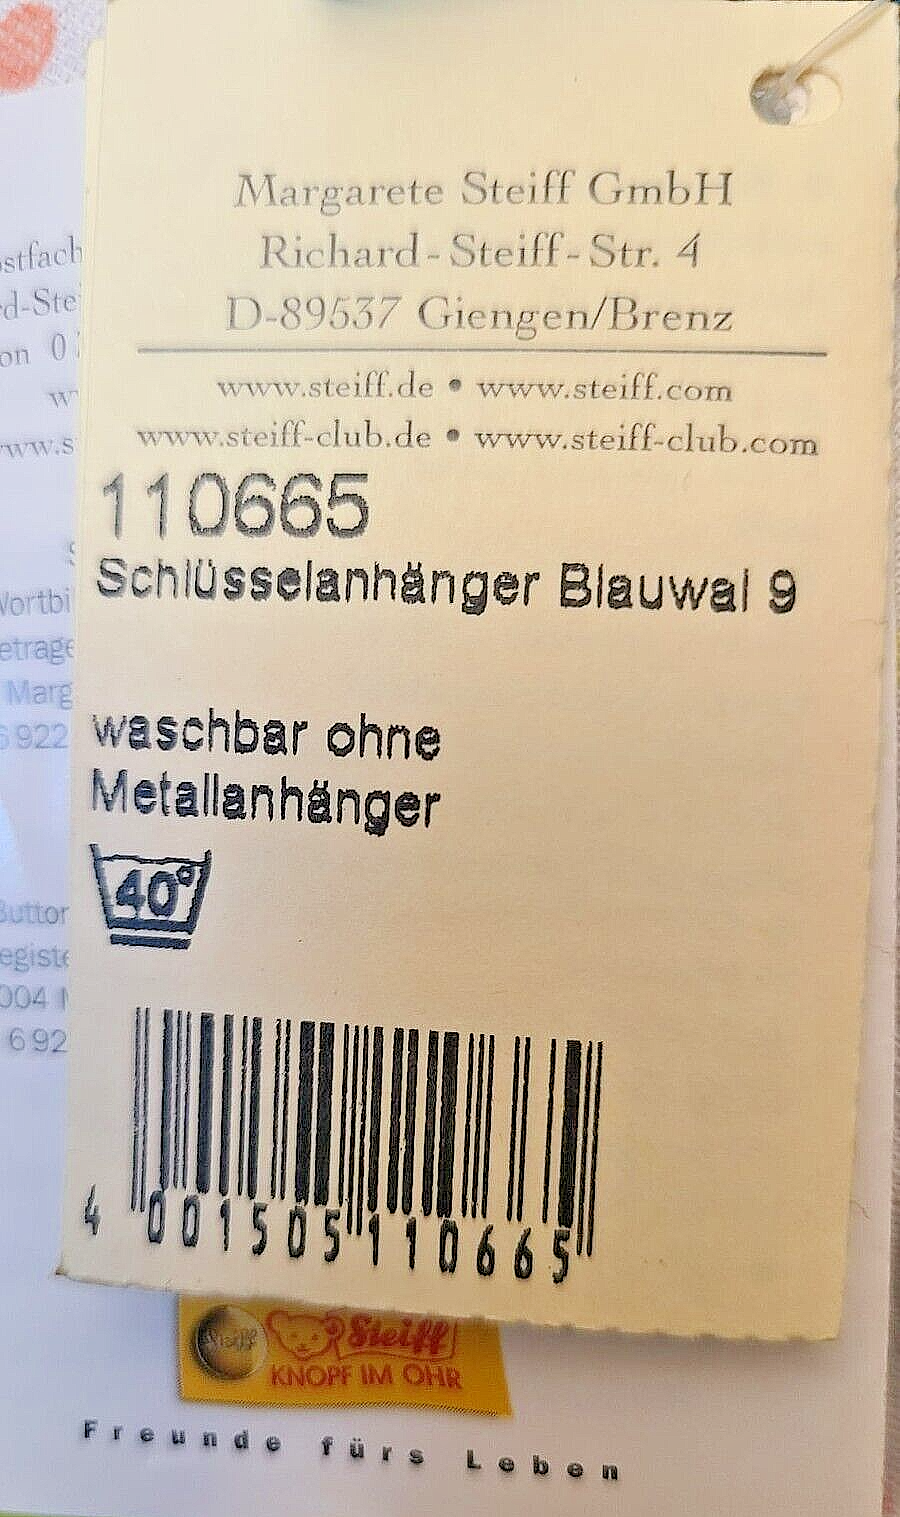 Margarete Steiff GmbH
Richard-Steiff-Str. 4
D-89537 Giengen/Brenz
www.steiff.de • www.steiff.com
www.steiff-club.de • www.steiff-club.com
110665
Schlüsselanhänger Blauwal 9
waschbar ohne
Metallanhänger
40°
4 001505 110665
Steiff
Steiff
KNOPF IM OHR
Freunde fürs Leben